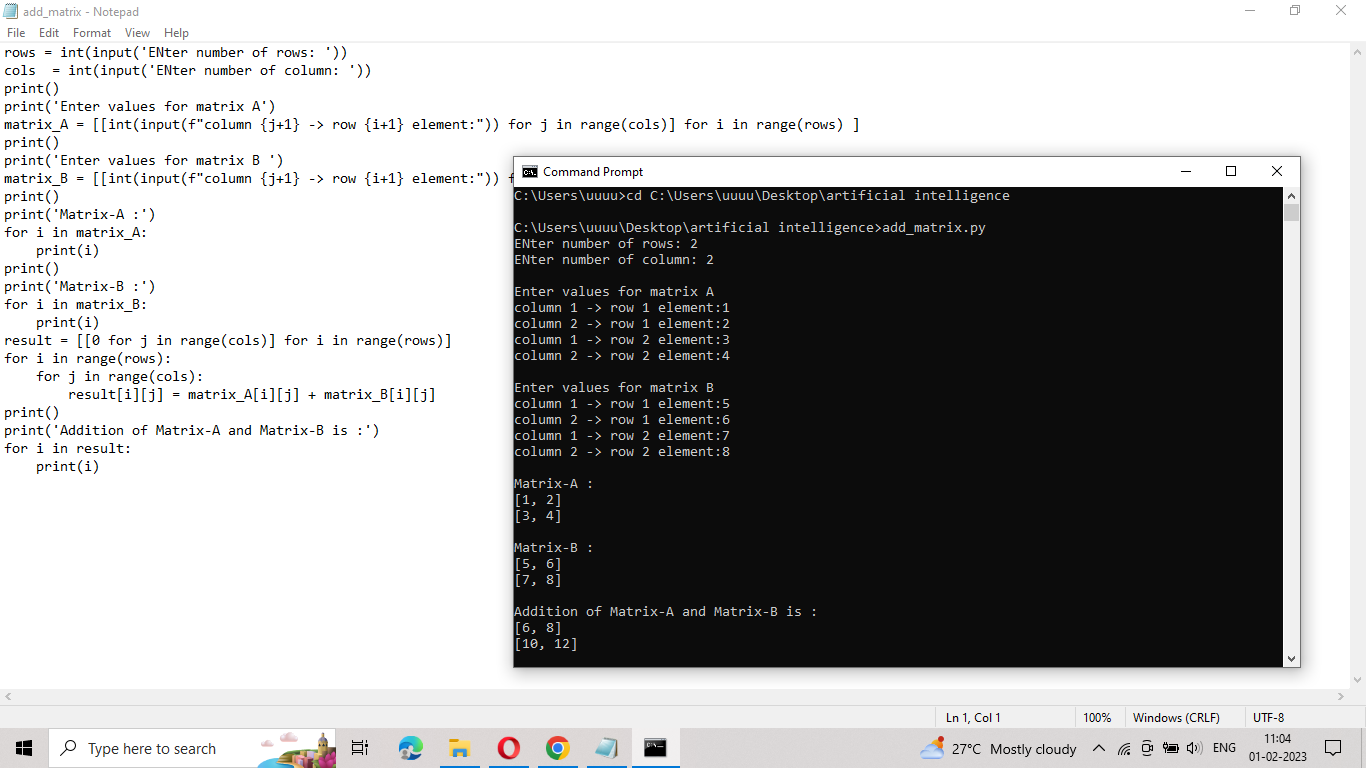 add_matrix - Notepad
File Edit Format View Help
rows = int(input('ENter number of rows: '))
cols  = int(input('ENter number of column: '))
print()
print('Enter values for matrix A')
matrix_A = [[int(input(f"column {j+1} -> row {i+1} element:")) for j in range(cols)] for i in range(rows) ]
print()
print('Enter values for matrix B ')
matrix_B = [[int(input(f"column {j+1} -> row {i+1} element:")) f
print()
print('Matrix-A :')
for i in matrix_A:
    print(i)
print()
print('Matrix-B :')
for i in matrix_B:
    print(i)
result = [[0 for j in range(cols)] for i in range(rows)]
for i in range(rows):
    for j in range(cols):
        result[i][j] = matrix_A[i][j] + matrix_B[i][j]
print()
print('Addition of Matrix-A and Matrix-B is :')
for i in result:
    print(i)
Command Prompt
C:\Users\uuuu>cd C:\Users\uuuu\Desktop\artificial intelligence
C:\Users\uuuu\Desktop\artificial intelligence>add_matrix.py
ENter number of rows: 2
ENter number of column: 2
Enter values for matrix A
column 1 -> row 1 element:1
column 2 -> row 1 element:2
column 1 -> row 2 element:3
column 2 -> row 2 element:4
Enter values for matrix B
column 1 -> row 1 element:5
column 2 -> row 1 element:6
column 1 -> row 2 element:7
column 2 -> row 2 element:8
Matrix-A :
[1, 2]
[3, 4]
Matrix-B :
[5, 6]
[7, 8]
Addition of Matrix-A and Matrix-B is :
[6, 8]
[10, 12]
Ln 1, Col 1 100% Windows (CRLF) UTF-8
Type here to search 27°C Mostly cloudy ENG 11:04
01-02-2023